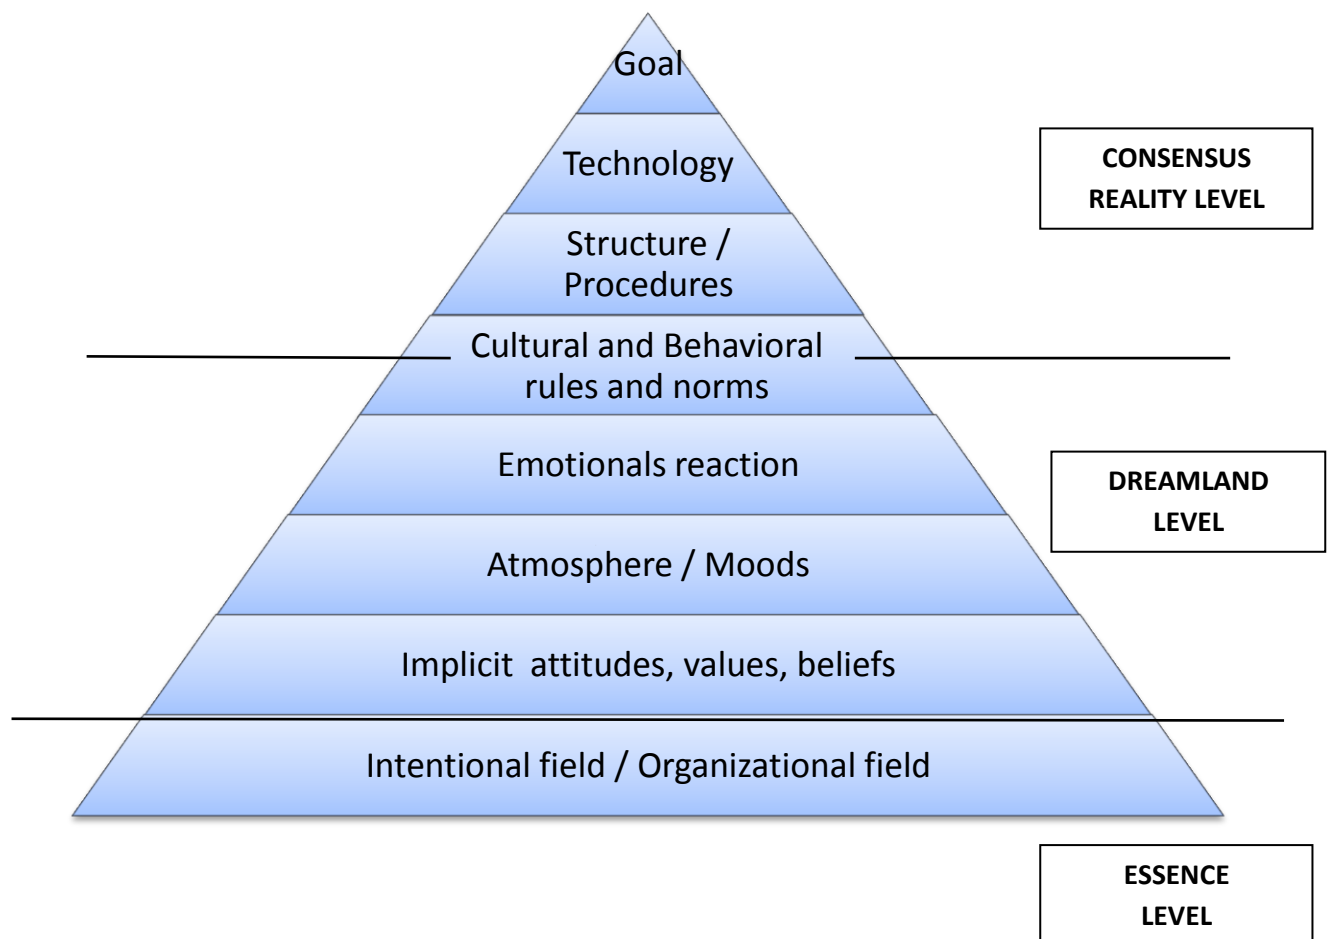 Goal
Technology
CONSENSUS
REALITY LEVEL
Structure /
Procedures
Cultural and Behavioral
rules and norms
Emotionals reaction
DREAMLAND
LEVEL
Atmosphere / Moods
Implicit  attitudes, values, beliefs
Intentional field / Organizational field
ESSENCE
LEVEL